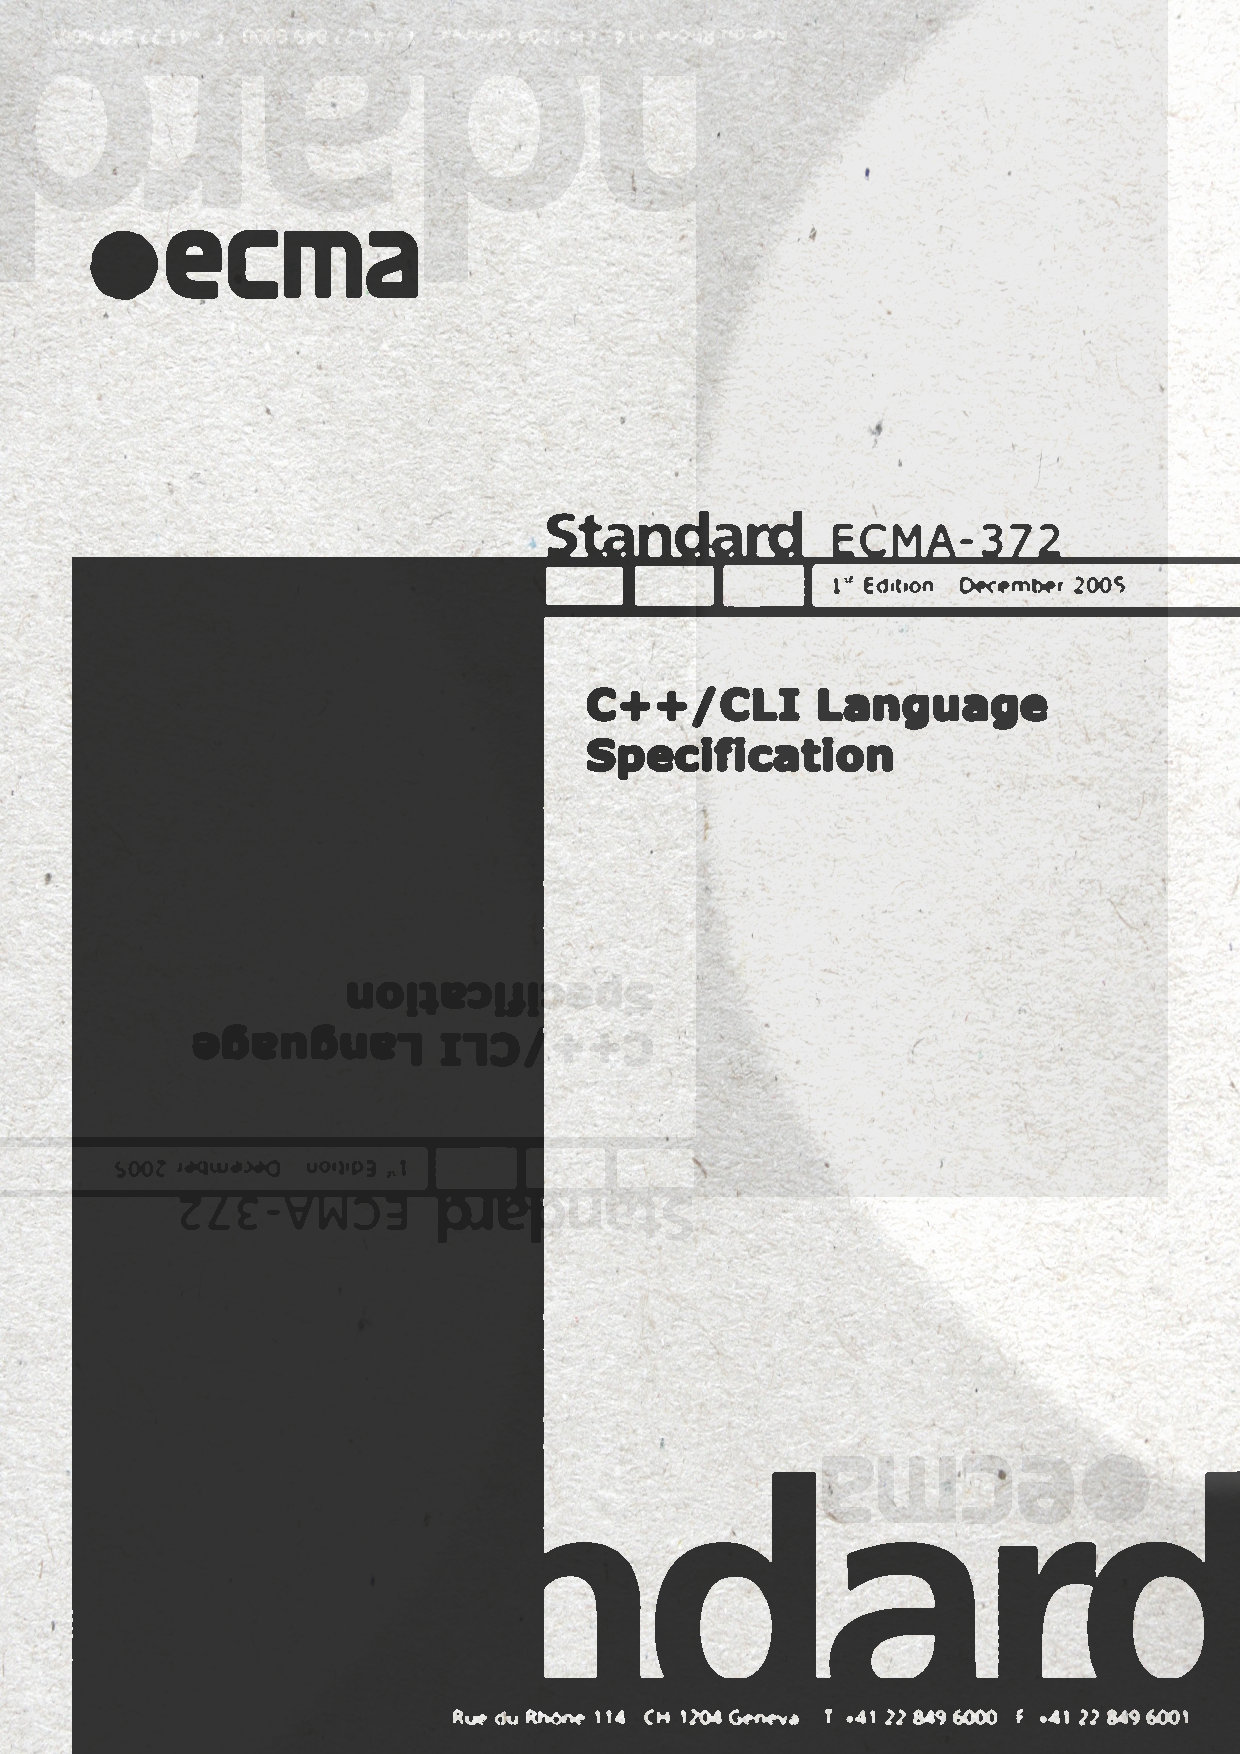 ecma
Standard ECMA-372
1st Edition December 2005
C++/CLI Language
Specification
ndard
Rue du Rhône 114 CH 1204 Geneva T +41 22 849 6000 F +41 22 849 6001